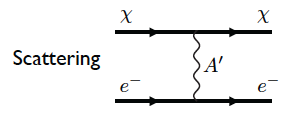 χ χ
Scattering A′
e⁻ e⁻